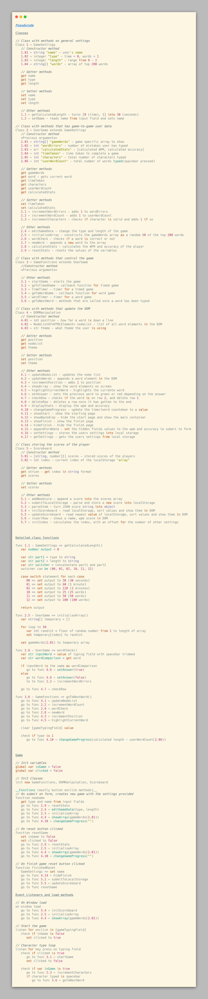 Pseudocode
Classes
// Class with methods on general settings
Class 1 ~ GameSettings
// Constructor method
1.01 ~ string "name" - user's name
1.02 ~ integer "type" - time = 0, words = 1
1.03 ~ integer "length" - range from 0 - 2
1.04 ~ string[] "words" - array of top 200 words
// Getter methods
get name
get type
get length
// Setter methods
set name
set type
set length
// Other methods
1.1 ~ getCalculatedLength - turns [0 (time), 1] into 30 (seconds)
1.2 ~ setName - reads name from input field and sets name
// Class with methods that has game-to-game user data
Class 2 ~ UserGame extends GameSettings
// Constructor method
<Previous arguments>
2.01 ~ string[] "gameWords" - game specific array to show
2.02 ~ int "wordErrors" - number of mistakes user has typed
2.03 ~ arr "calculatedStats" - [calculated WPM, calculated accuracy]
2.04 ~ int "timeTaken" - time taken to complete a game
2.05 ~ int "characters" - total number of characters typed
2.06 ~ int "userWordCount" - total number of words typed(spacebar pressed)
// Getter methods
get gameWords
get word - gets current word
get timeTaken
get characters
get userWordCount
get calculatedStats
// Setter methods
set timeTaken
set calculatedStats
2.1 ~ incrementWordErrors - adds 1 to wordErrors
2.2 ~ incrementWordCount - adds 1 to userWordCount
2.3 ~ incrementCharacters - checks if character is valid and adds 1 if so
// Other methods
2.4 ~ editGameData - change the type and length of the game
2.5 ~ initialiseArray - constructs the gameWords array as a random 50 of the top 200 words
2.6 ~ wordCheck - checks if a word is correct or not
2.7 ~ newWord - appends a new word to the array
2.8 ~ calculateStats - calculates the WPM and accuracy of the player
2.9 ~ resetStats - resets the values of the variables
// Class with methods that control the game
Class 3 ~ GameFunctions extends UserGame
//Constructor method
<Previous arguments>
// Other methods
3.1 ~ startGame - starts the game
3.2 ~ goToTimedGame - callback function for timed game
3.3 ~ timeTimer - timer for a timed game
3.4 ~ goToWordGame - callback function for word game
3.5 ~ wordTimer - timer for a word game
3.6 ~ goToNextWord - methods that are called once a word has been typed
// Class with methods that update the DOM
Class 4 ~ DOMManipulation
// Constructor method
4.01 ~ int position - how far a word is down a line
4.02 ~ NodeListOf<HTMLElement> nodeList - list of all word elements in the DOM
4.03 ~ str theme - what theme the user is using
// Getter methods
get position
get nodeList
get theme
// Setter methods
set position
set theme
// Other methods
4.1 ~ updateNodeList - updates the node list
4.2 ~ updateWords - appends a word element in the DOM
4.3 ~ incrementPosition - adds 1 to position
4.4 ~ showArray - show the word elements on screen
4.5 ~ highlightCurrentWord - highlights the currente word
4.6 ~ setAnswer - sets the previous word to green or red depending on the answer
4.7 ~ checkRow - checks if the word is on row 2, and delete row 1
4.8 ~ deleteRow - deletes a row once it has gotten to the end
4.9 ~ displayStats - display the wpm and accuracy
4.10 ~ changeGameProgress - update the timer/word countdown to a value
4.11 ~ showStart - show the starting page
4.12 ~ showBackdrop - hide the start page and show the main container
4.13 ~ showFinish - show the finish page
4.14 ~ hideFinish - hide the finish page
4.15 ~ appendFormData - set the hidden fields values to the wpm and accuracy to submit to form
4.16 ~ setSettings - stores the users settings into local storage
4.17 ~ getSettings - gets the users settings from local storage
// Class storing the scores of the player
Class 5 ~ Scoreboard
// Constructor method
5.01 ~ [string, number][] scores - stored scores of the players
5.02 ~ int index - current index of the localStorage "array"
// Getter methods
get strLen - get index in string format
get scores
// Setter methods
set scores
// Other methods
5.1 ~ addNewScore - append a score into the scores array
5.2 ~ submitToLocalStorage - parse and store a new score into localStorage
5.3 ~ parseItem - turn JSON score string into object
5.4 ~ initScoreboard - read localStorage, sort values and show them in DOM
5.5 ~ updateScoreboard - read newest value of localStorage, sort values and show them in DOM
5.6 ~ insertRow - shows a name, wpm score in DOM
5.7 ~ initIndex - calculates the index, with an offset for the number of other settings
Detailed class functions
func 1.1 - GameSettings => getCalculatedLength()
var number output = 0
var str part1 = type to string
var str part2 = length to string
var str switcher = concatentate part1 and part2
switcher can be (00, 01, 02, 10, 11, 12)
case switch statement for each case
00 => set output to 30 (30 seconds)
01 => set output to 60 (1 minute)
02 => set output to 120 (2 minutes)
10 => set output to 25 (25 words)
11 => set output to 50 (50 words)
12 => set output to 100 (100 words)
return output
func 2.5 - UserGame => initialiseArray()
var string[] temporary = []
for loop to 50
var int randint = floor of random number from 1 to length of array
set temporary[index] to randint
set gameWords(2.01) to temporary array
func 2.6 - UserGame => wordCheck()
var str inputWord = value of typing field with spacebar trimmed
var str wordComparison = get word
if inputWord is the same as wordComparison
go to func 4.6 ~ setAnswer(true)
else
go to func 4.6 ~ setAnswer(false)
to to func 2.2 ~ incrementWordErrors
go to func 4.7 ~ checkRow
func 3.6 - GameFunctions => goToNextWord()
go to func 4.1 ~ updateNodeList
go to func 2.2 ~ incrementWordCount
go to func 2.6 ~ wordCheck
go to func 2.8 ~ newWord
go to func 4.3 ~ incrementPosition
go to func 4.5 ~ highlightCurrentWord
clear [gameTypingField] value
check if type is 1
go to func 4.10 ~ changeGameProgress(calculated length - userWordCount(2.06))
Game
// Init variables
global var inGame = false
global var clicked = false
// Init Classes
init new GameFunctions, DOMManipulation, Scoreboard
__Functions (mostly button onclick methods)__
// On submit on form, creates new game with the settings provided
function newGame
get type and name from input fields
go to func 2.9 ~ resetStats
go to func 2.4 ~ editGameData(type, length)
go to func 2.5 ~ initialiseArray
go to func 4.4 ~ showArray(gameWords(2.01))
go to func 4.10 ~ changeGameProgress("")
// On reset button clicked
function resetGame
set inGame to false
set clicked to false
go to func 2.9 ~ resetStats
go to func 2.5 ~ initialiseArray
go to func 4.4 ~ showArray(gameWords(2.01))
go to func 4.10 ~ changeGameProgress("")
// On finish game reset button clicked
function finishedReset
GameSettings => set name
go to func 4.14 ~ hideFinish
go to func 5.2 ~ submitToLocalStorage
go to func 5.5 ~ updateScoreboard
go to func resetGame
Event Listeners and load methods
// On Window load
on window load
go to func 5.4 ~ initScoreboard
go to func 2.5 ~ initialiseArray
go to func 4.4 ~ showArray(gameWords(2.01))
// Start the game
listen for onclick in [gameTypingField]
check if inGame is false
set clicked to true
// Character type loop
listen for key press on typing field
check if clicked is true
go to func 3.1 ~ startGame
set clicked to false
check if var inGame is true
go to func 2.3 ~ incrementCharacters
if character typed is spacebar
go to func 3.6 ~ goToNextWord